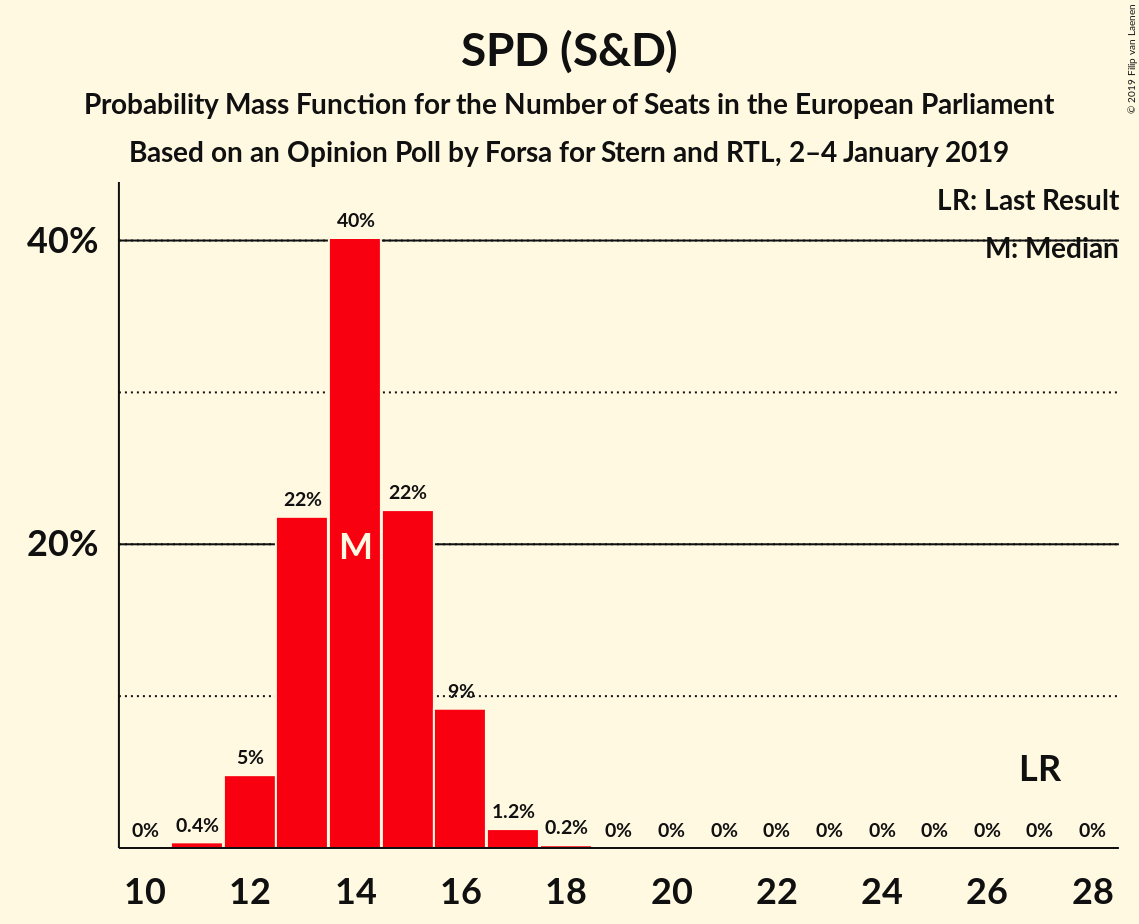 SPD (S&D)
Probability Mass Function for the Number of Seats in the European Parliament
Based on an Opinion Poll by Forsa for Stern and RTL, 2–4 January 2019
© 2019 Filip van Laenen
LR: Last Result
M: Median
40%
20%
0%
0.4%
5%
22%
40%
22%
9%
1.2%
0.2%
0%
0%
0%
0%
0%
0%
0%
0%
0%
0%
M
LR
10 12 14 16 18 20 22 24 26 28